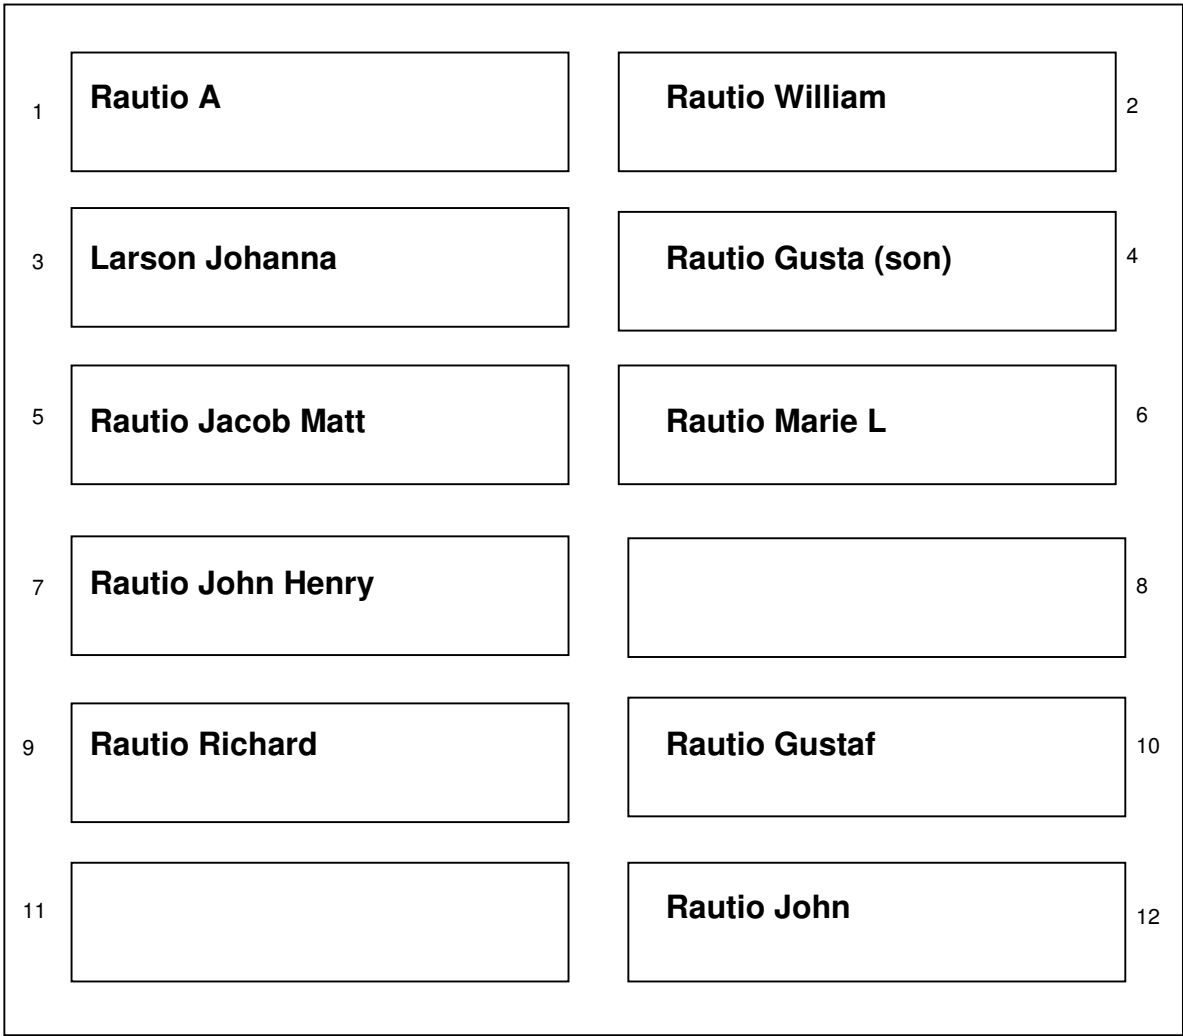 1 Rautio A Rautio William 2
3 Larson Johanna Rautio Gusta (son) 4
5 Rautio Jacob Matt Rautio Marie L 6
7 Rautio John Henry 8
9 Rautio Richard Rautio Gustaf 10
11 Rautio John 12